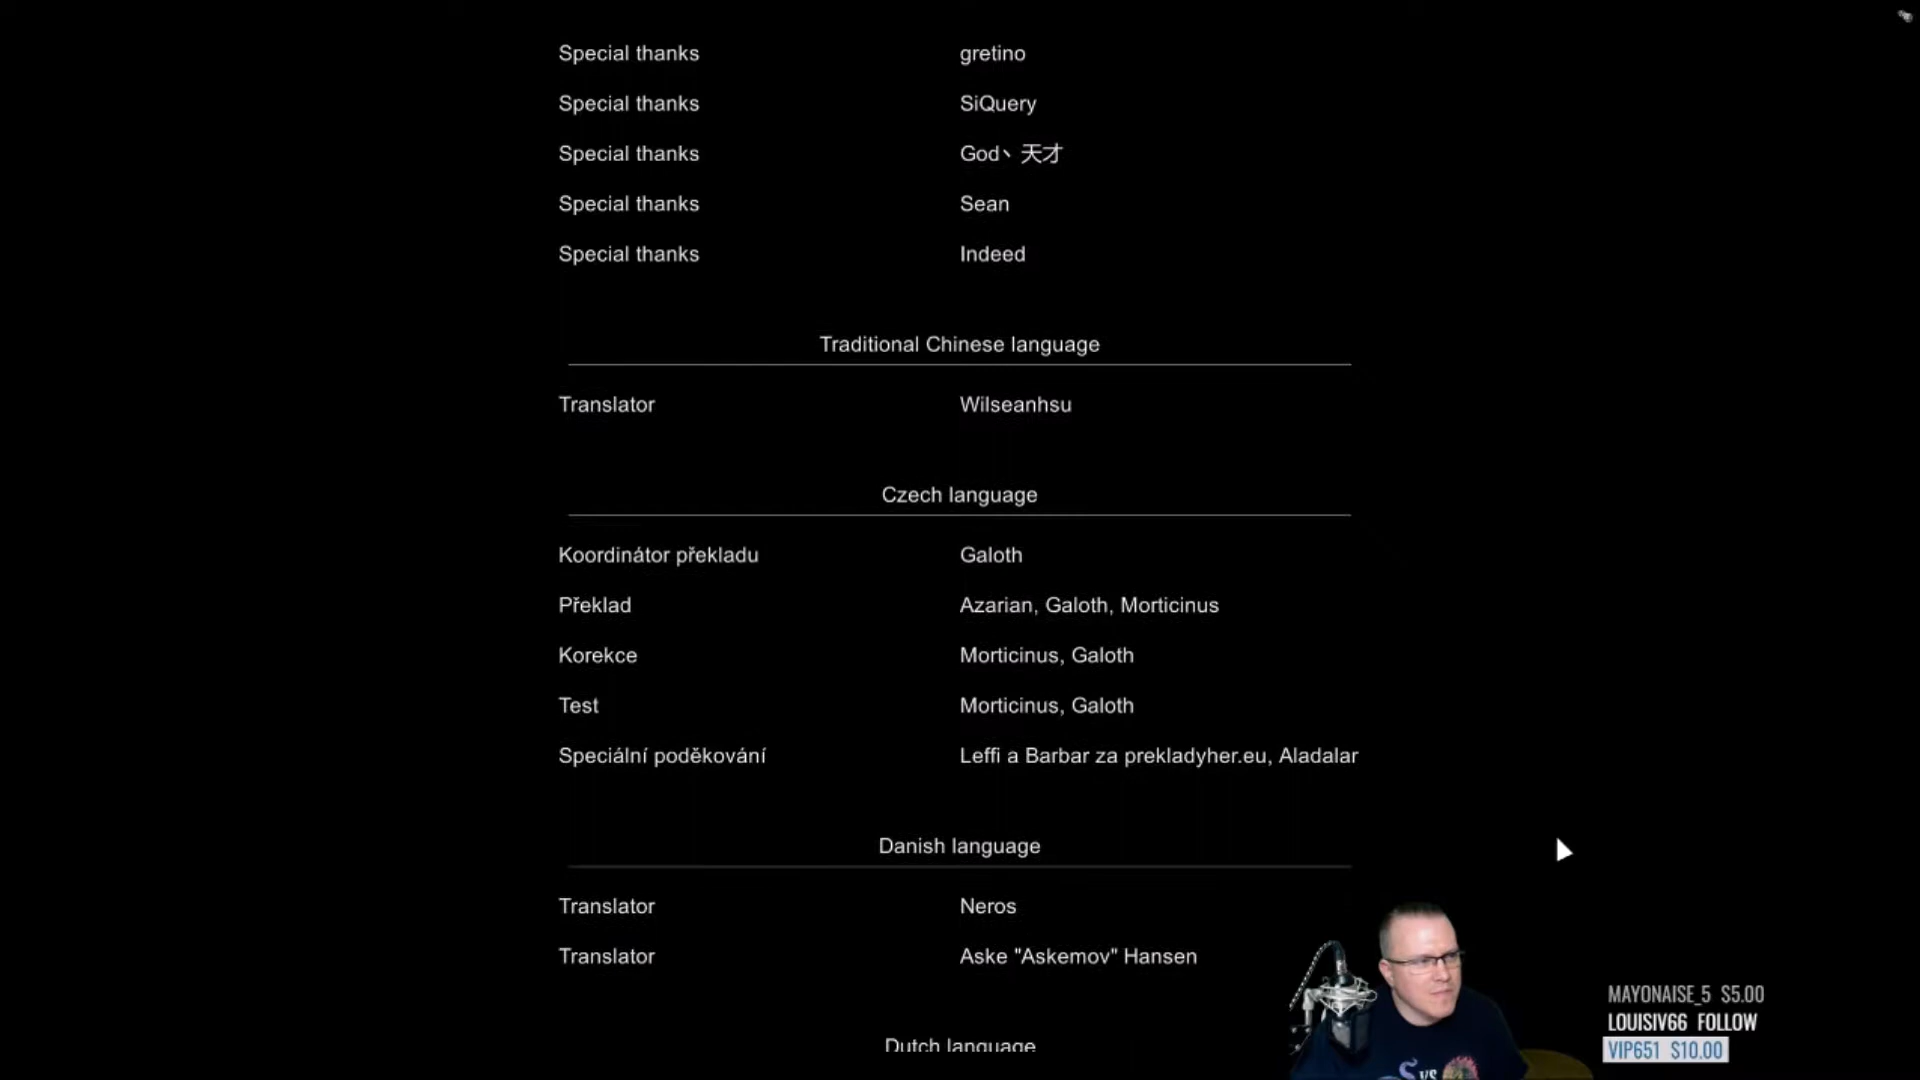 Special thanks gretino
Special thanks SiQuery
Special thanks God丶天才
Special thanks Sean
Special thanks Indeed
Traditional Chinese language
Translator Wilseanhsu
Czech language
Koordinátor překladu Galoth
Překlad Azarian, Galoth, Morticinus
Korekce Morticinus, Galoth
Test Morticinus, Galoth
Speciální poděkování Leffi a Barbar za prekladyher.eu, Aladalar
Danish language
Translator Neros
Translator Aske "Askemov" Hansen
Dutch language
MAYONAISE_5 $5.00
LOUISIV66 FOLLOW
VIP651 $10.00
VS